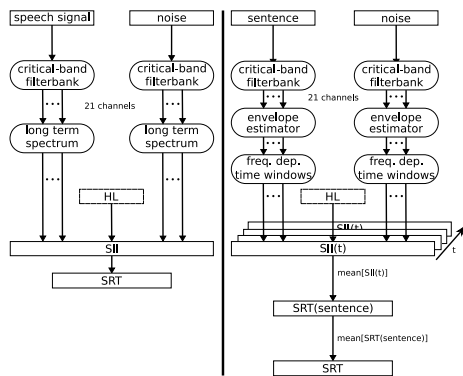 speech signal
noise
critical-band
filterbank
critical-band
filterbank
21 channels
long term
spectrum
long term
spectrum
HL
SII
SRT
sentence
noise
critical-band
filterbank
critical-band
filterbank
21 channels
envelope
estimator
envelope
estimator
freq. dep.
time windows
freq. dep.
time windows
HL
SII(t)
SII(t)
t
mean[SII(t)]
SRT(sentence)
mean[SRT(sentence)]
SRT